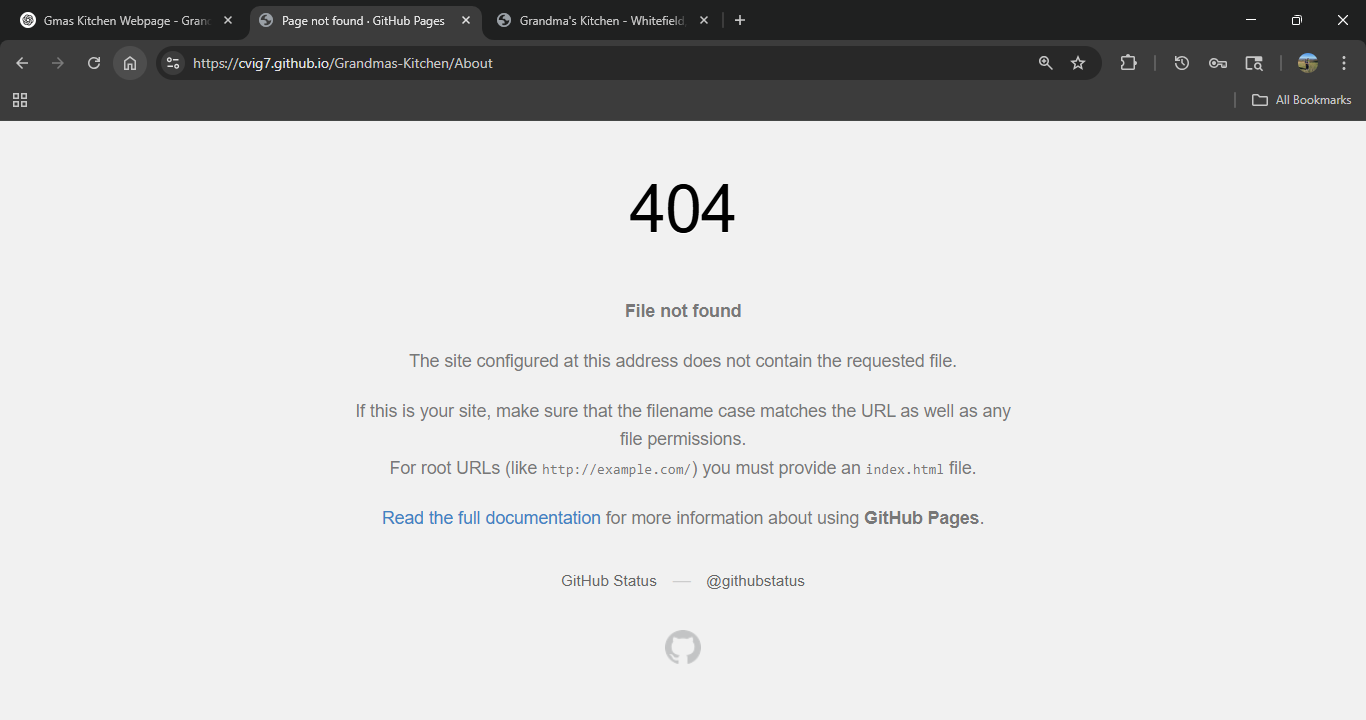 Gmas Kitchen Webpage - Gran
Page not found · GitHub Pages
Grandma's Kitchen - Whitefield,
https://cvig7.github.io/Grandmas-Kitchen/About
All Bookmarks
404
File not found
The site configured at this address does not contain the requested file.
If this is your site, make sure that the filename case matches the URL as well as any
file permissions.
For root URLs (like http://example.com/) you must provide an index.html file.
Read the full documentation for more information about using GitHub Pages.
GitHub Status — @githubstatus